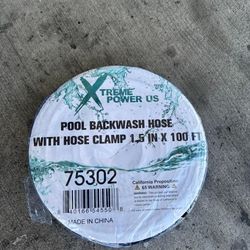 XTREME
POWER US
POOL BACKWASH HOSE
WITH HOSE CLAMP 1.5 IN X 100 FT
75302
California Proposition
65 WARNING
MADE IN CHINA